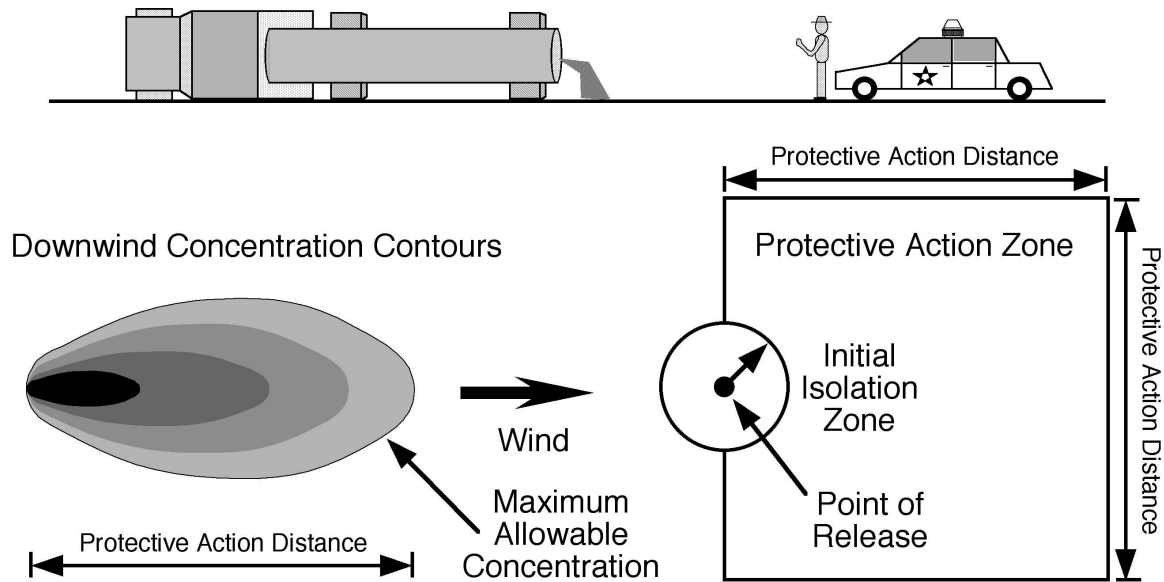 Protective Action Distance
Downwind Concentration Contours
Protective Action Zone
Protective Action Distance
Initial
Isolation
Zone
Wind
Maximum
Allowable
Concentration
Point of
Release
Protective Action Distance